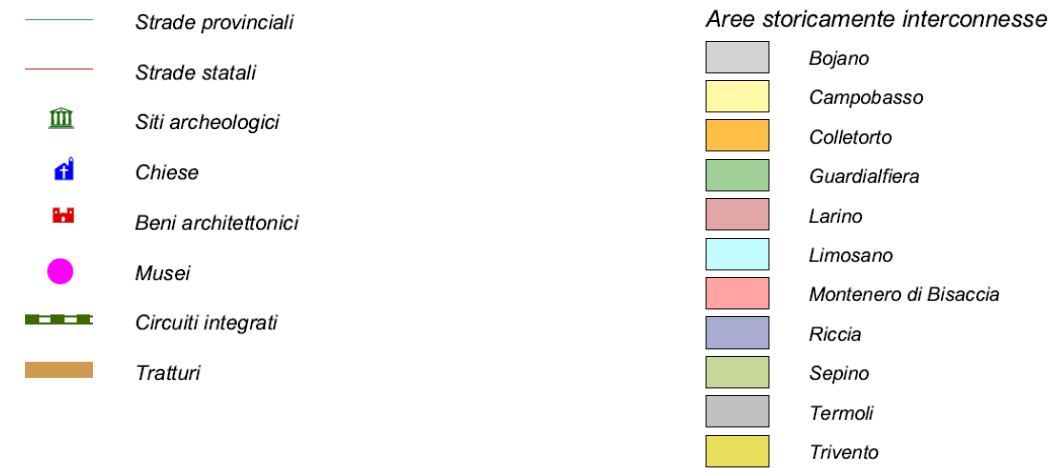 Strade provinciali
Strade statali
Siti archeologici
Chiese
Beni architettonici
Musei
Circuiti integrati
Tratturi
Aree storicamente interconnesse
Bojano
Campobasso
Colletorto
Guardialfiera
Larino
Limosano
Montenero di Bisaccia
Riccia
Sepino
Termoli
Trivento